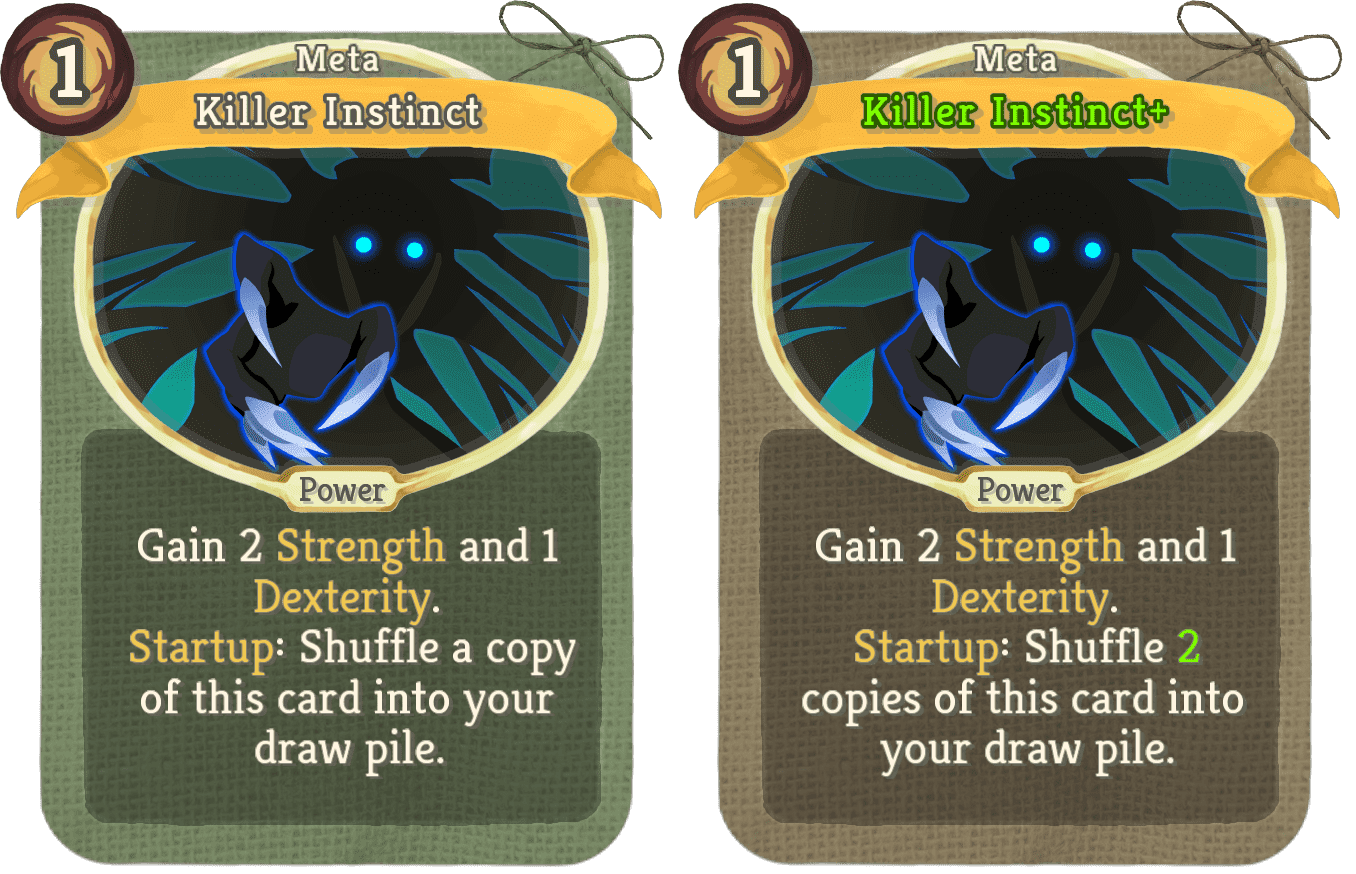 1
Meta
Killer Instinct
Power
Gain 2 Strength and 1
Dexterity.
Startup: Shuffle a copy
of this card into your
draw pile.
1
Meta
Killer Instinct+
Power
Gain 2 Strength and 1
Dexterity.
Startup: Shuffle 2
copies of this card into
your draw pile.